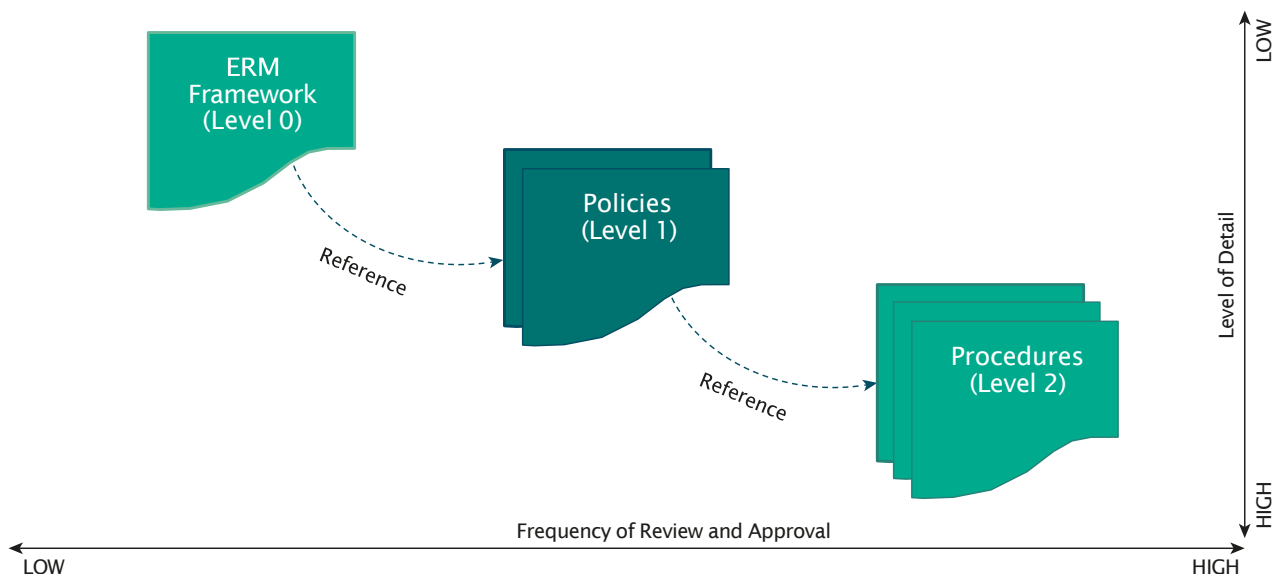 ERM
Framework
(Level 0)
Reference
Policies
(Level 1)
Reference
Procedures
(Level 2)
LOW
Level of Detail
HIGH
Frequency of Review and Approval
LOW
HIGH